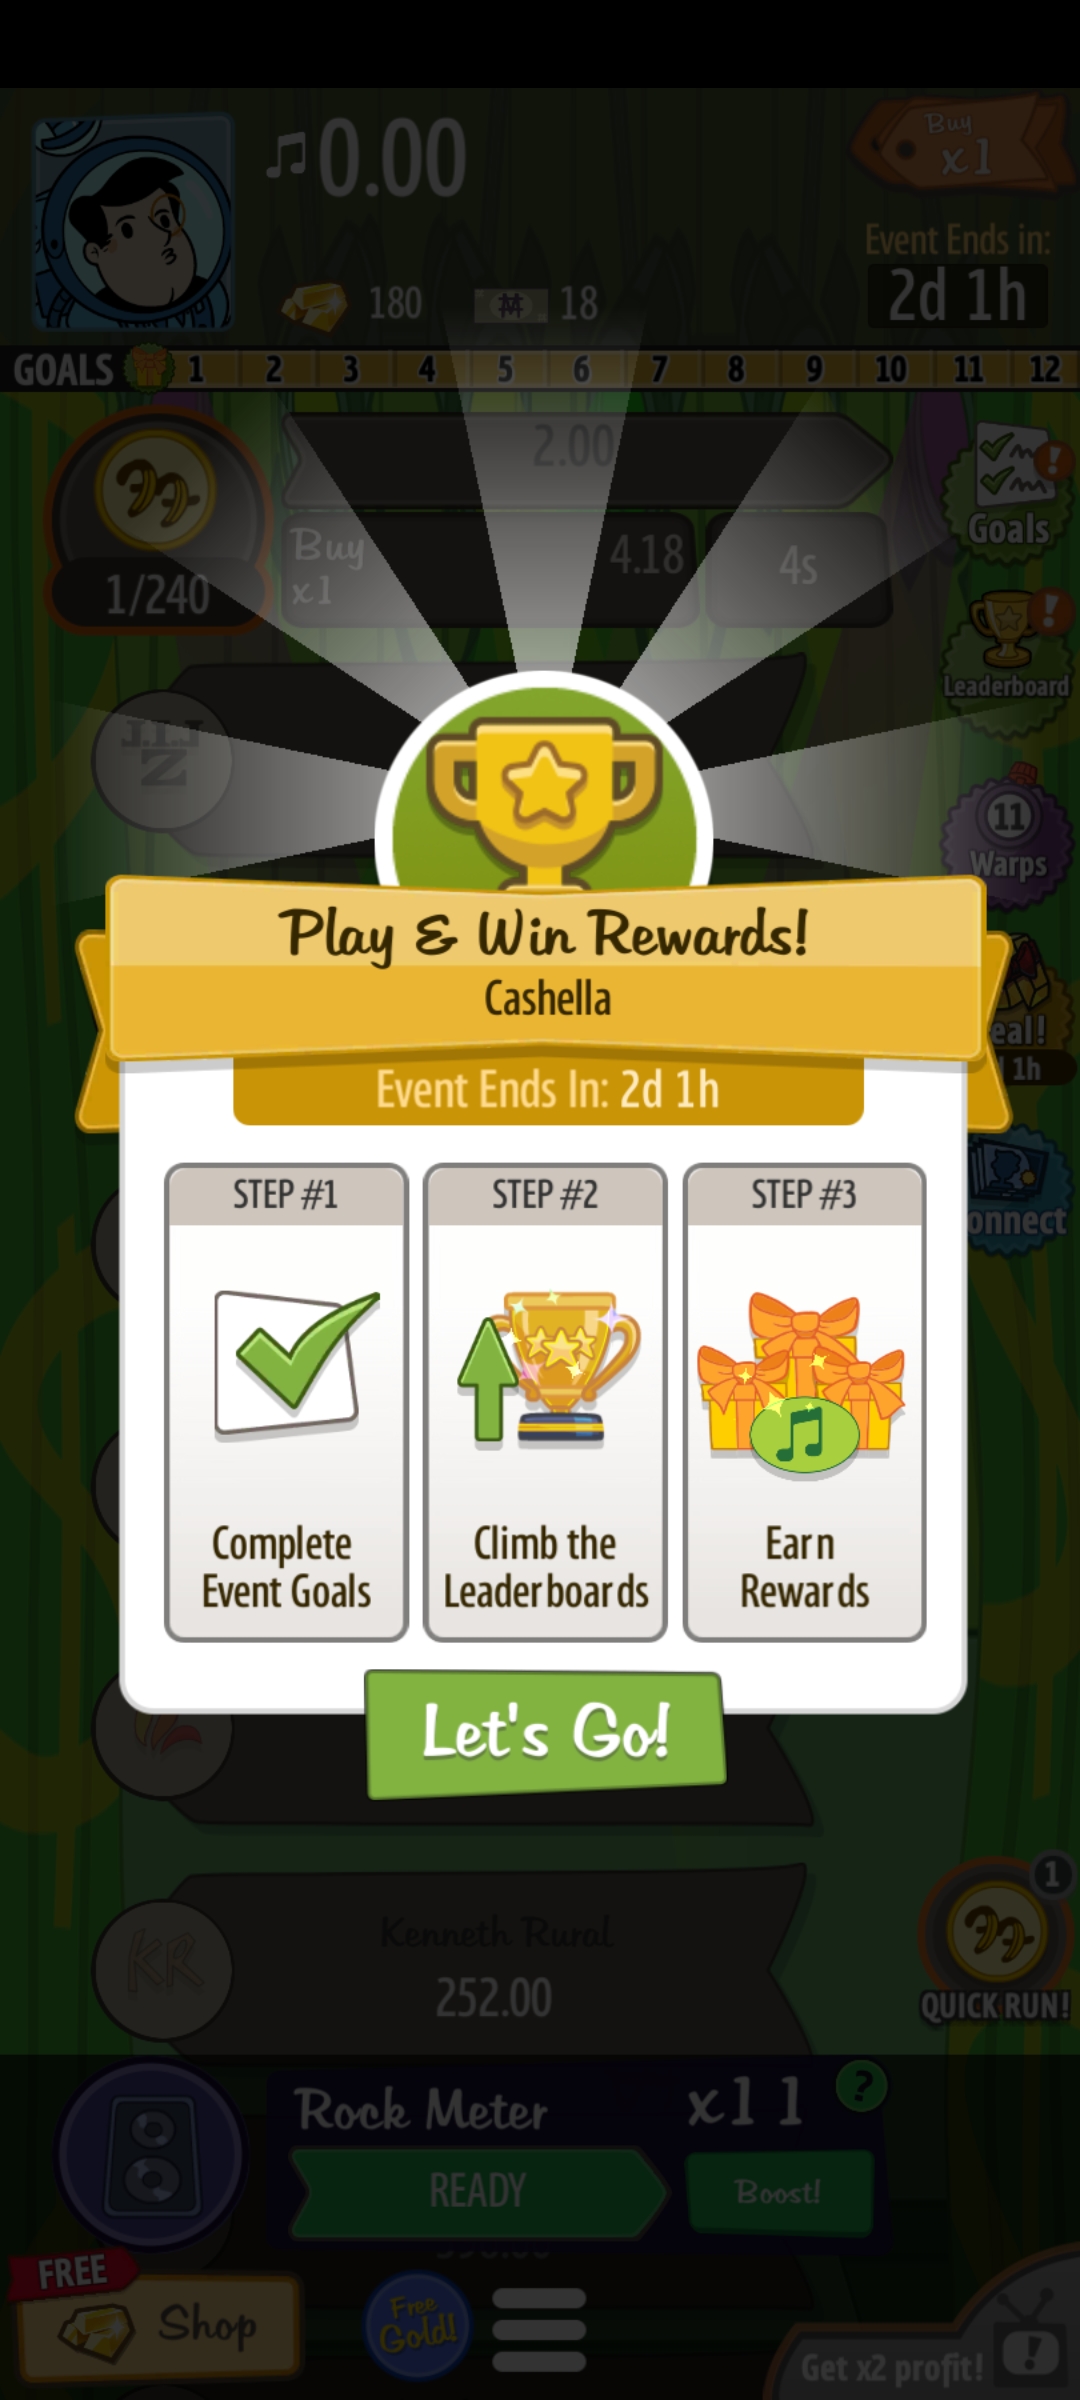 0.00
Buy
x1
Event Ends in:
2d 1h
180
18
GOALS 1 2 3 4 5 6 7 8 9 10 11 12
2.00
Buy
x1
4.18
4s
1/240
Goals
Leaderboard
11
Warps
Play & Win Rewards!
Cashella
eal!
1h
Event Ends In: 2d 1h
STEP #1
STEP #2
STEP #3
onnect
Complete
Event Goals
Climb the
Leaderboards
Earn
Rewards
Let's Go!
KR
Kenneth Rural
252.00
1
QUICK RUN!
Rock Meter
x1 1
?
READY
Boost!
FREE
Shop
Free
Gold!
Get x2 profit!